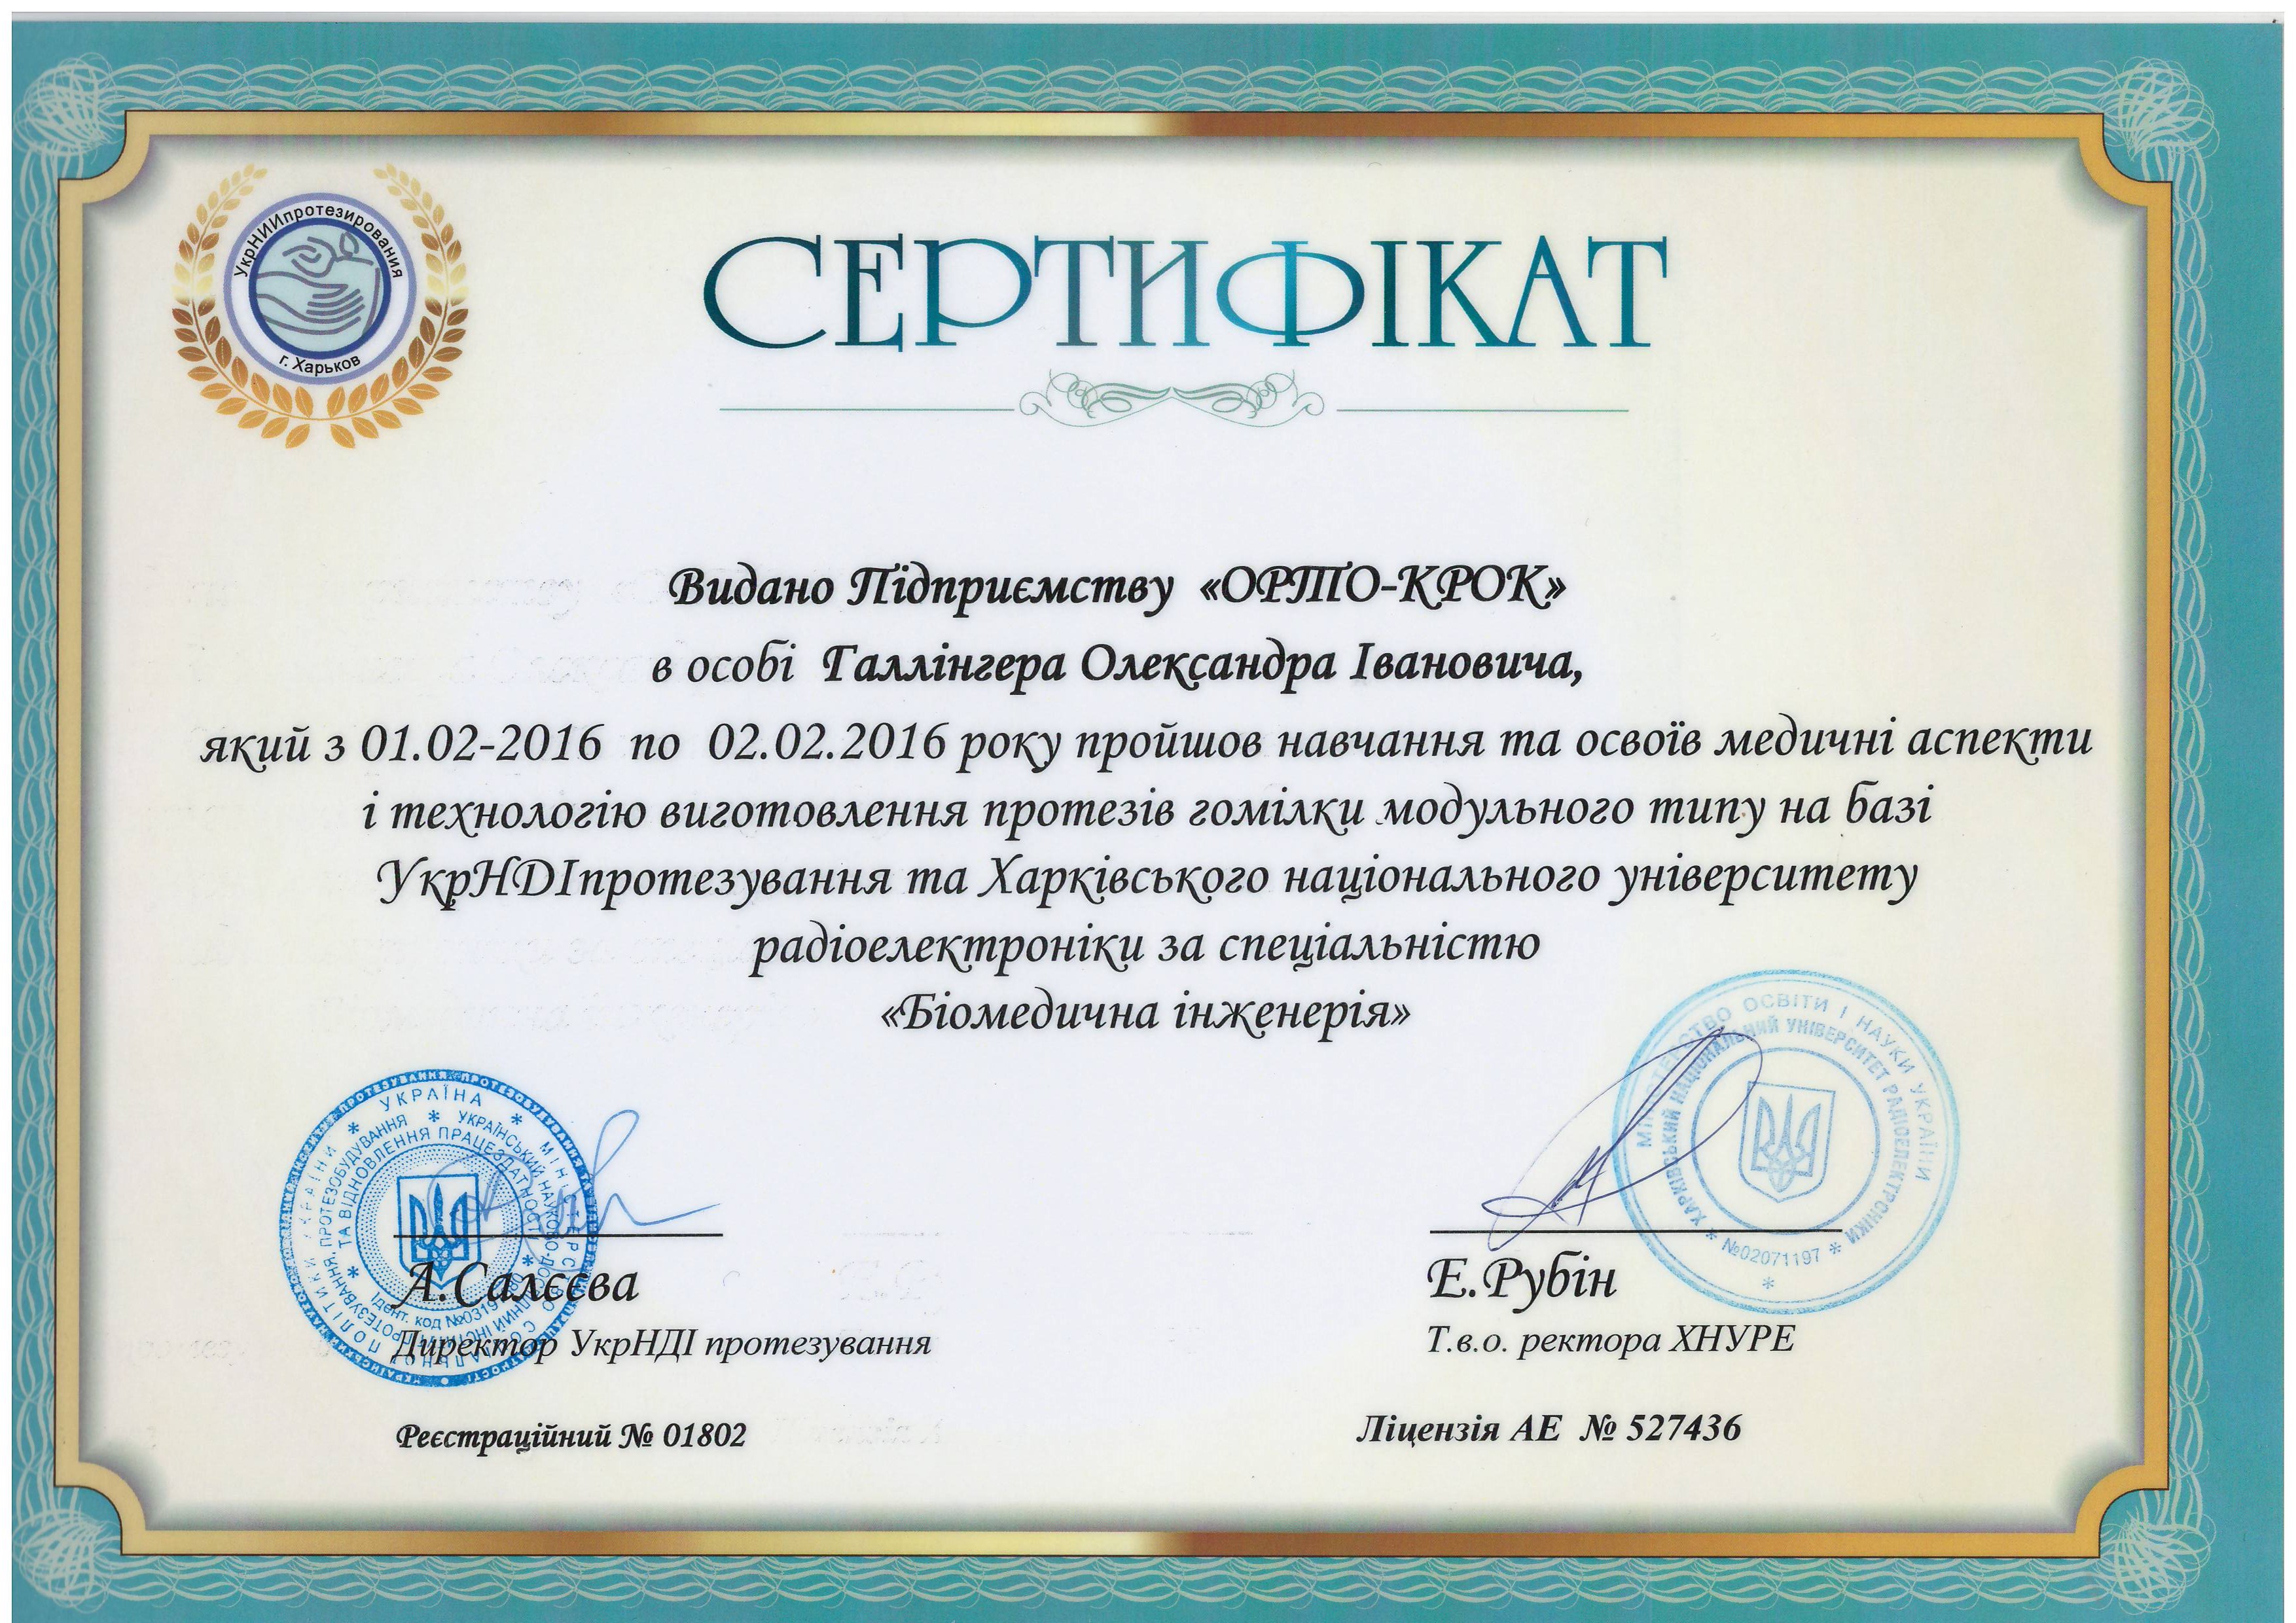 УкрНИИпротезирования
г. Харьков
СЕРТИФІКАТ
Видано Підприємству «ОРТО-КРОК»
в особі Галлінгера Олександра Івановича,
який з 01.02-2016 по 02.02.2016 року пройшов навчання та освоїв медичні аспекти
і технологію виготовлення протезів гомілки модульного типу на базі
УкрНДІпротезування та Харківського національного університету
радіоелектроніки за спеціальністю
«Біомедична інженерія»
УКРАЇНА
УКРАЇНСЬКИЙ НАУКОВО-ДОСЛІДНИЙ ІНСТИТУТ ПРОТЕЗУВАННЯ, ПРОТЕЗОБУДУВАННЯ
ТА ВІДНОВЛЕННЯ ПРАЦЕЗДАТНОСТІ
Ідент. код
МІНІСТЕРСТВО ОСВІТИ І НАУКИ УКРАЇНИ
ХАРКІВСЬКИЙ НАЦІОНАЛЬНИЙ УНІВЕРСИТЕТ РАДІОЕЛЕКТРОНІКИ
№02071197
А.Салєєва
Директор УкрНДІ протезування
Е.Рубін
Т.в.о. ректора ХНУРЕ
Реєстраційний № 01802
Ліцензія АЕ № 527436